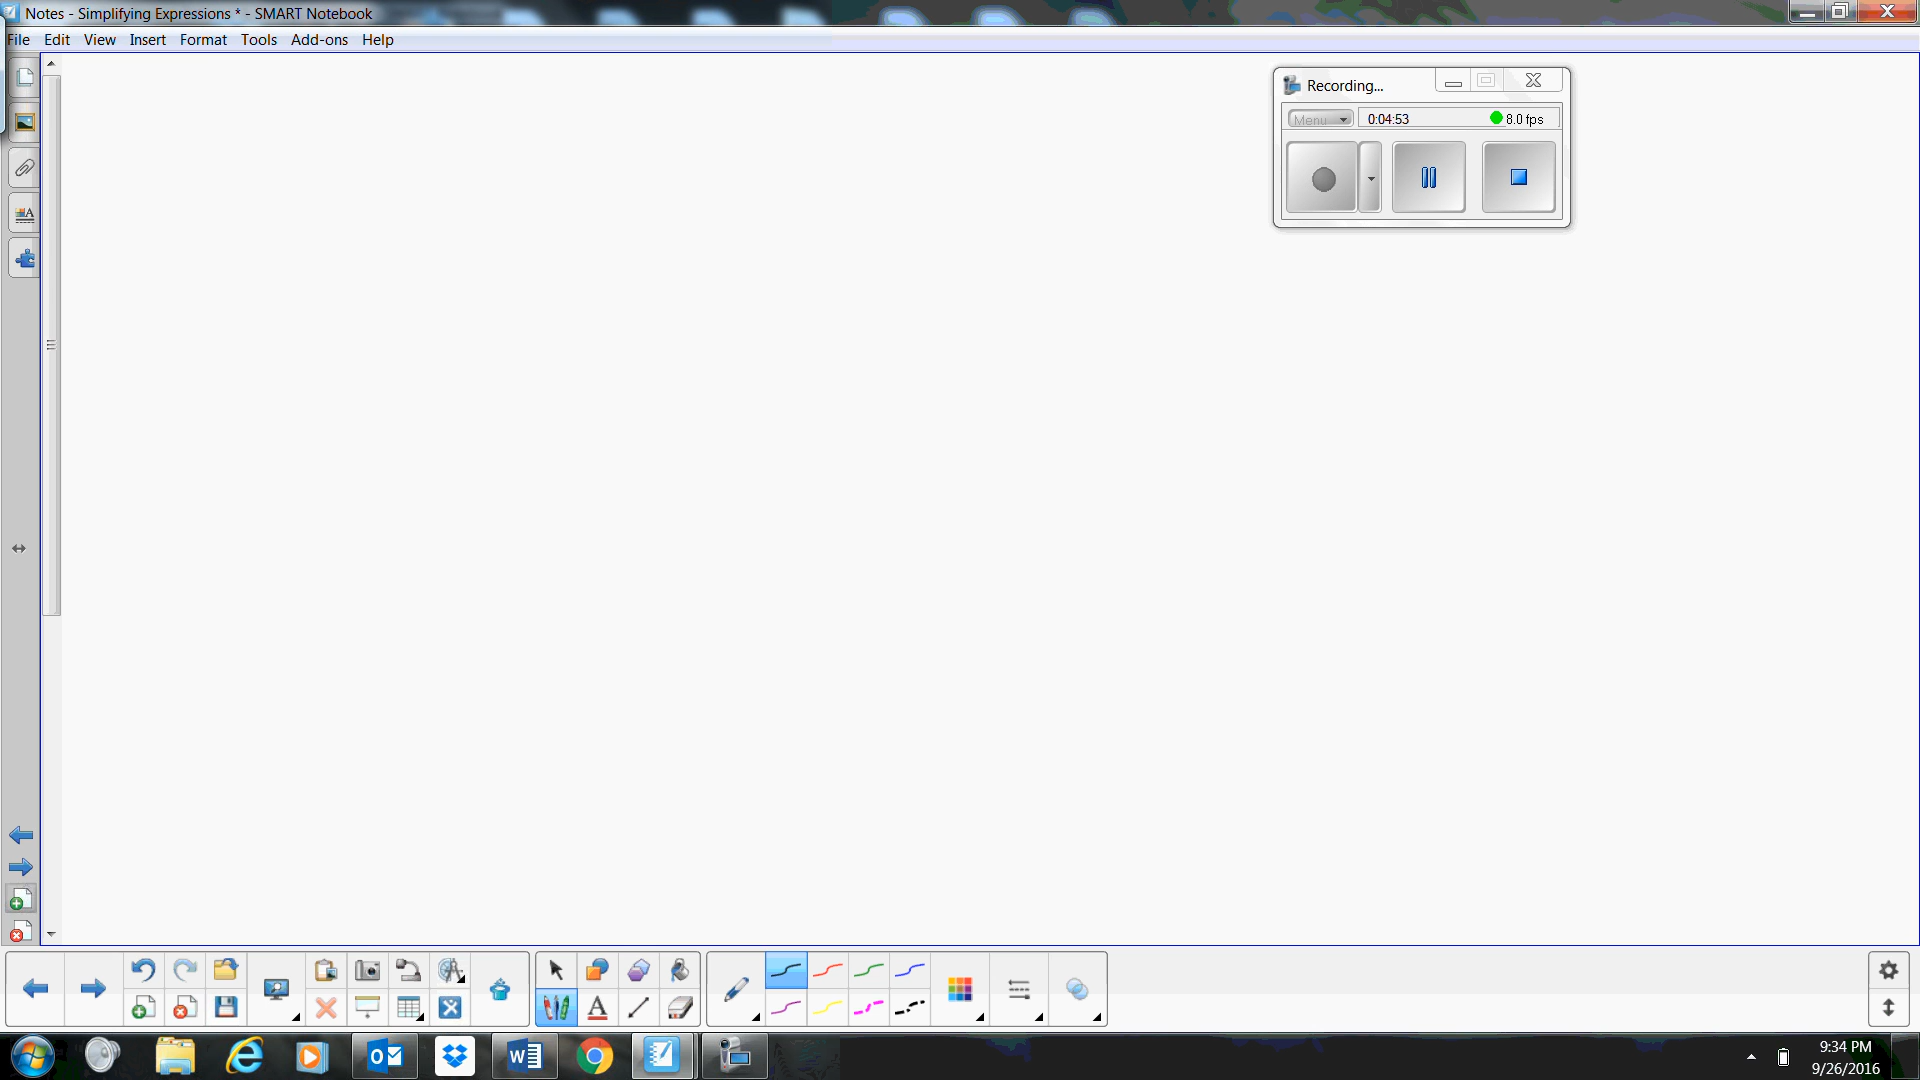 Notes - Simplifying Expressions * - SMART Notebook
File Edit View Insert Format Tools Add-ons Help
Recording...
Menu 0:04:53 8.0 fps
9:34 PM
9/26/2016